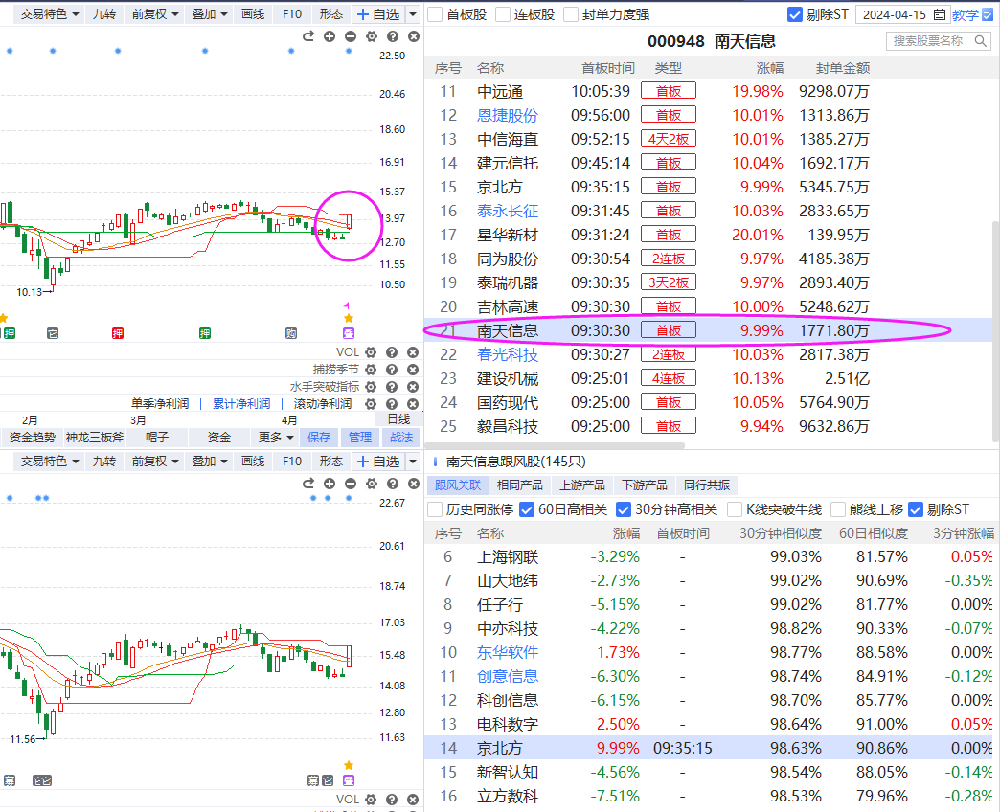 交易特色 九转 前复权 叠加 画线 F10 形态 自选
22.50
20.46
18.60
16.91
15.37
13.97
12.70
11.55
10.50
10.13
押 它 押 押 购
VOL
捕捞季节
水手突破指标
单季净利润 | 累计净利润 | 滚动净利润
2月 3月 4月 日线
资金趋势 神龙三板斧 帽子 资金 更多 保存 管理 战法
交易特色 九转 前复权 叠加 画线 F10 形态 自选
22.67
20.61
18.74
17.03
15.48
14.08
12.80
11.63
11.56
VOL
首板股 连板股 封单力度强 剔除ST 2024-04-15 教学
000948 南天信息 搜索股票名称
序号 名称 首板时间 类型 涨幅 封单金额
11 中远通 10:05:39 首板 19.98% 9298.07万
12 恩捷股份 09:56:00 首板 10.01% 1313.86万
13 中信海直 09:52:15 4天2板 10.01% 1385.27万
14 建元信托 09:45:14 首板 10.04% 1692.17万
15 京北方 09:35:15 首板 9.99% 5345.75万
16 泰永长征 09:31:45 首板 10.03% 2833.65万
17 星华新材 09:31:24 首板 20.01% 139.95万
18 同为股份 09:30:54 2连板 9.97% 4185.38万
19 泰瑞机器 09:30:35 3天2板 9.97% 2893.40万
20 吉林高速 09:30:30 首板 10.00% 5248.62万
21 南天信息 09:30:30 首板 9.99% 1771.80万
22 春光科技 09:30:27 2连板 10.03% 2817.38万
23 建设机械 09:25:01 4连板 10.13% 2.51亿
24 国药现代 09:25:00 首板 10.05% 5764.90万
25 毅昌科技 09:25:00 首板 9.94% 9632.86万
南天信息跟风股(145只)
跟风关联 相同产品 上游产品 下游产品 同行共振
历史同涨停 60日高相关 30分钟高相关 K线突破牛线 熊线上移 剔除ST
序号 名称 涨幅 首板时间 30分钟相似度 60日相似度 3分钟涨幅
6 上海钢联 -3.29% - 99.03% 81.57% 0.05%
7 山大地纬 -2.73% - 99.02% 90.69% -0.35%
8 任子行 -5.15% - 99.02% 81.77% 0.00%
9 中亦科技 -4.22% - 98.82% 90.33% -0.07%
10 东华软件 1.73% - 98.77% 88.58% 0.00%
11 创意信息 -6.30% - 98.74% 84.91% -0.12%
12 科创信息 -6.15% - 98.70% 85.77% 0.00%
13 电科数字 2.50% - 98.64% 91.00% 0.05%
14 京北方 9.99% 09:35:15 98.63% 90.86% 0.00%
15 新智认知 -4.56% - 98.54% 88.05% -0.14%
16 立方数科 -7.51% - 98.53% 79.96% -0.28%